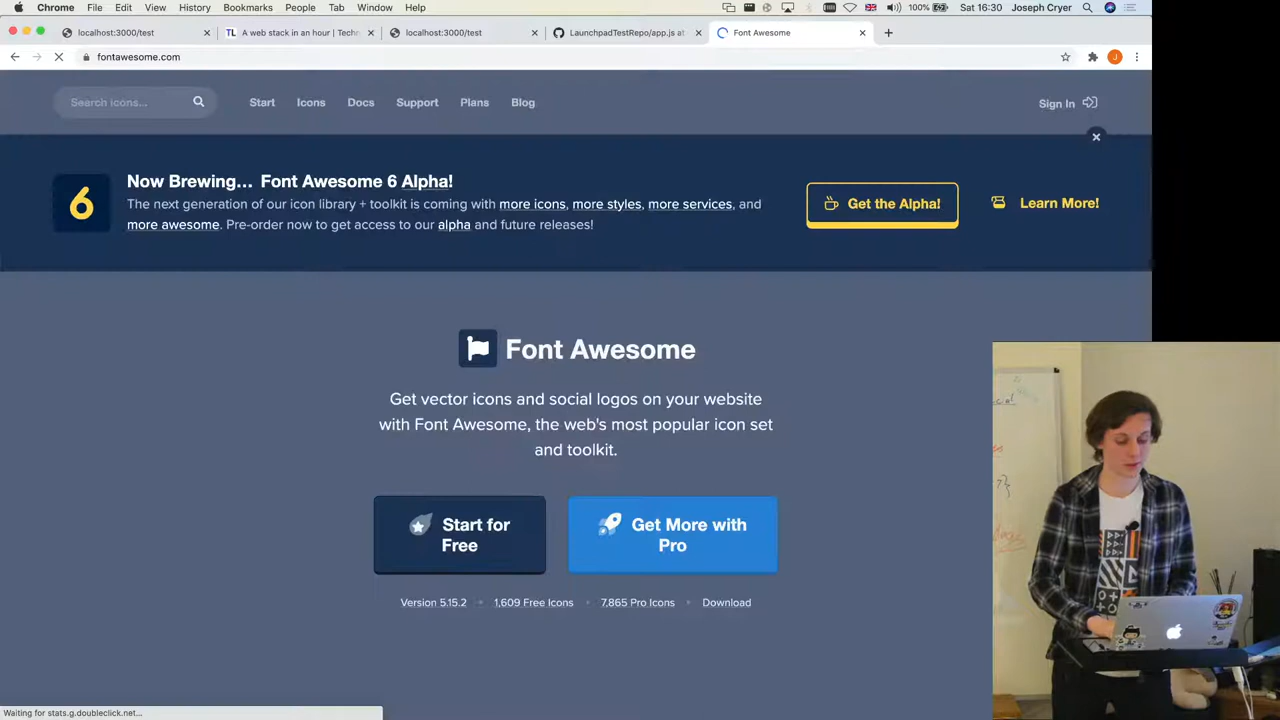 Chrome File Edit View History Bookmarks People Tab Window Help 100% Sat 16:30 Joseph Cryer
localhost:3000/test A web stack in an hour | Techn localhost:3000/test LaunchpadTestRepo/app.js at Font Awesome
fontawesome.com J
Search icons... Start Icons Docs Support Plans Blog Sign In
6
Now Brewing… Font Awesome 6 Alpha!
The next generation of our icon library + toolkit is coming with more icons, more styles, more services, and
more awesome. Pre-order now to get access to our alpha and future releases!
Get the Alpha! Learn More!
Font Awesome
Get vector icons and social logos on your website
with Font Awesome, the web's most popular icon set
and toolkit.
Start for
Free
Get More with
Pro
Version 5.15.2 1,609 Free Icons 7,865 Pro Icons Download
Waiting for stats.g.doubleclick.net...